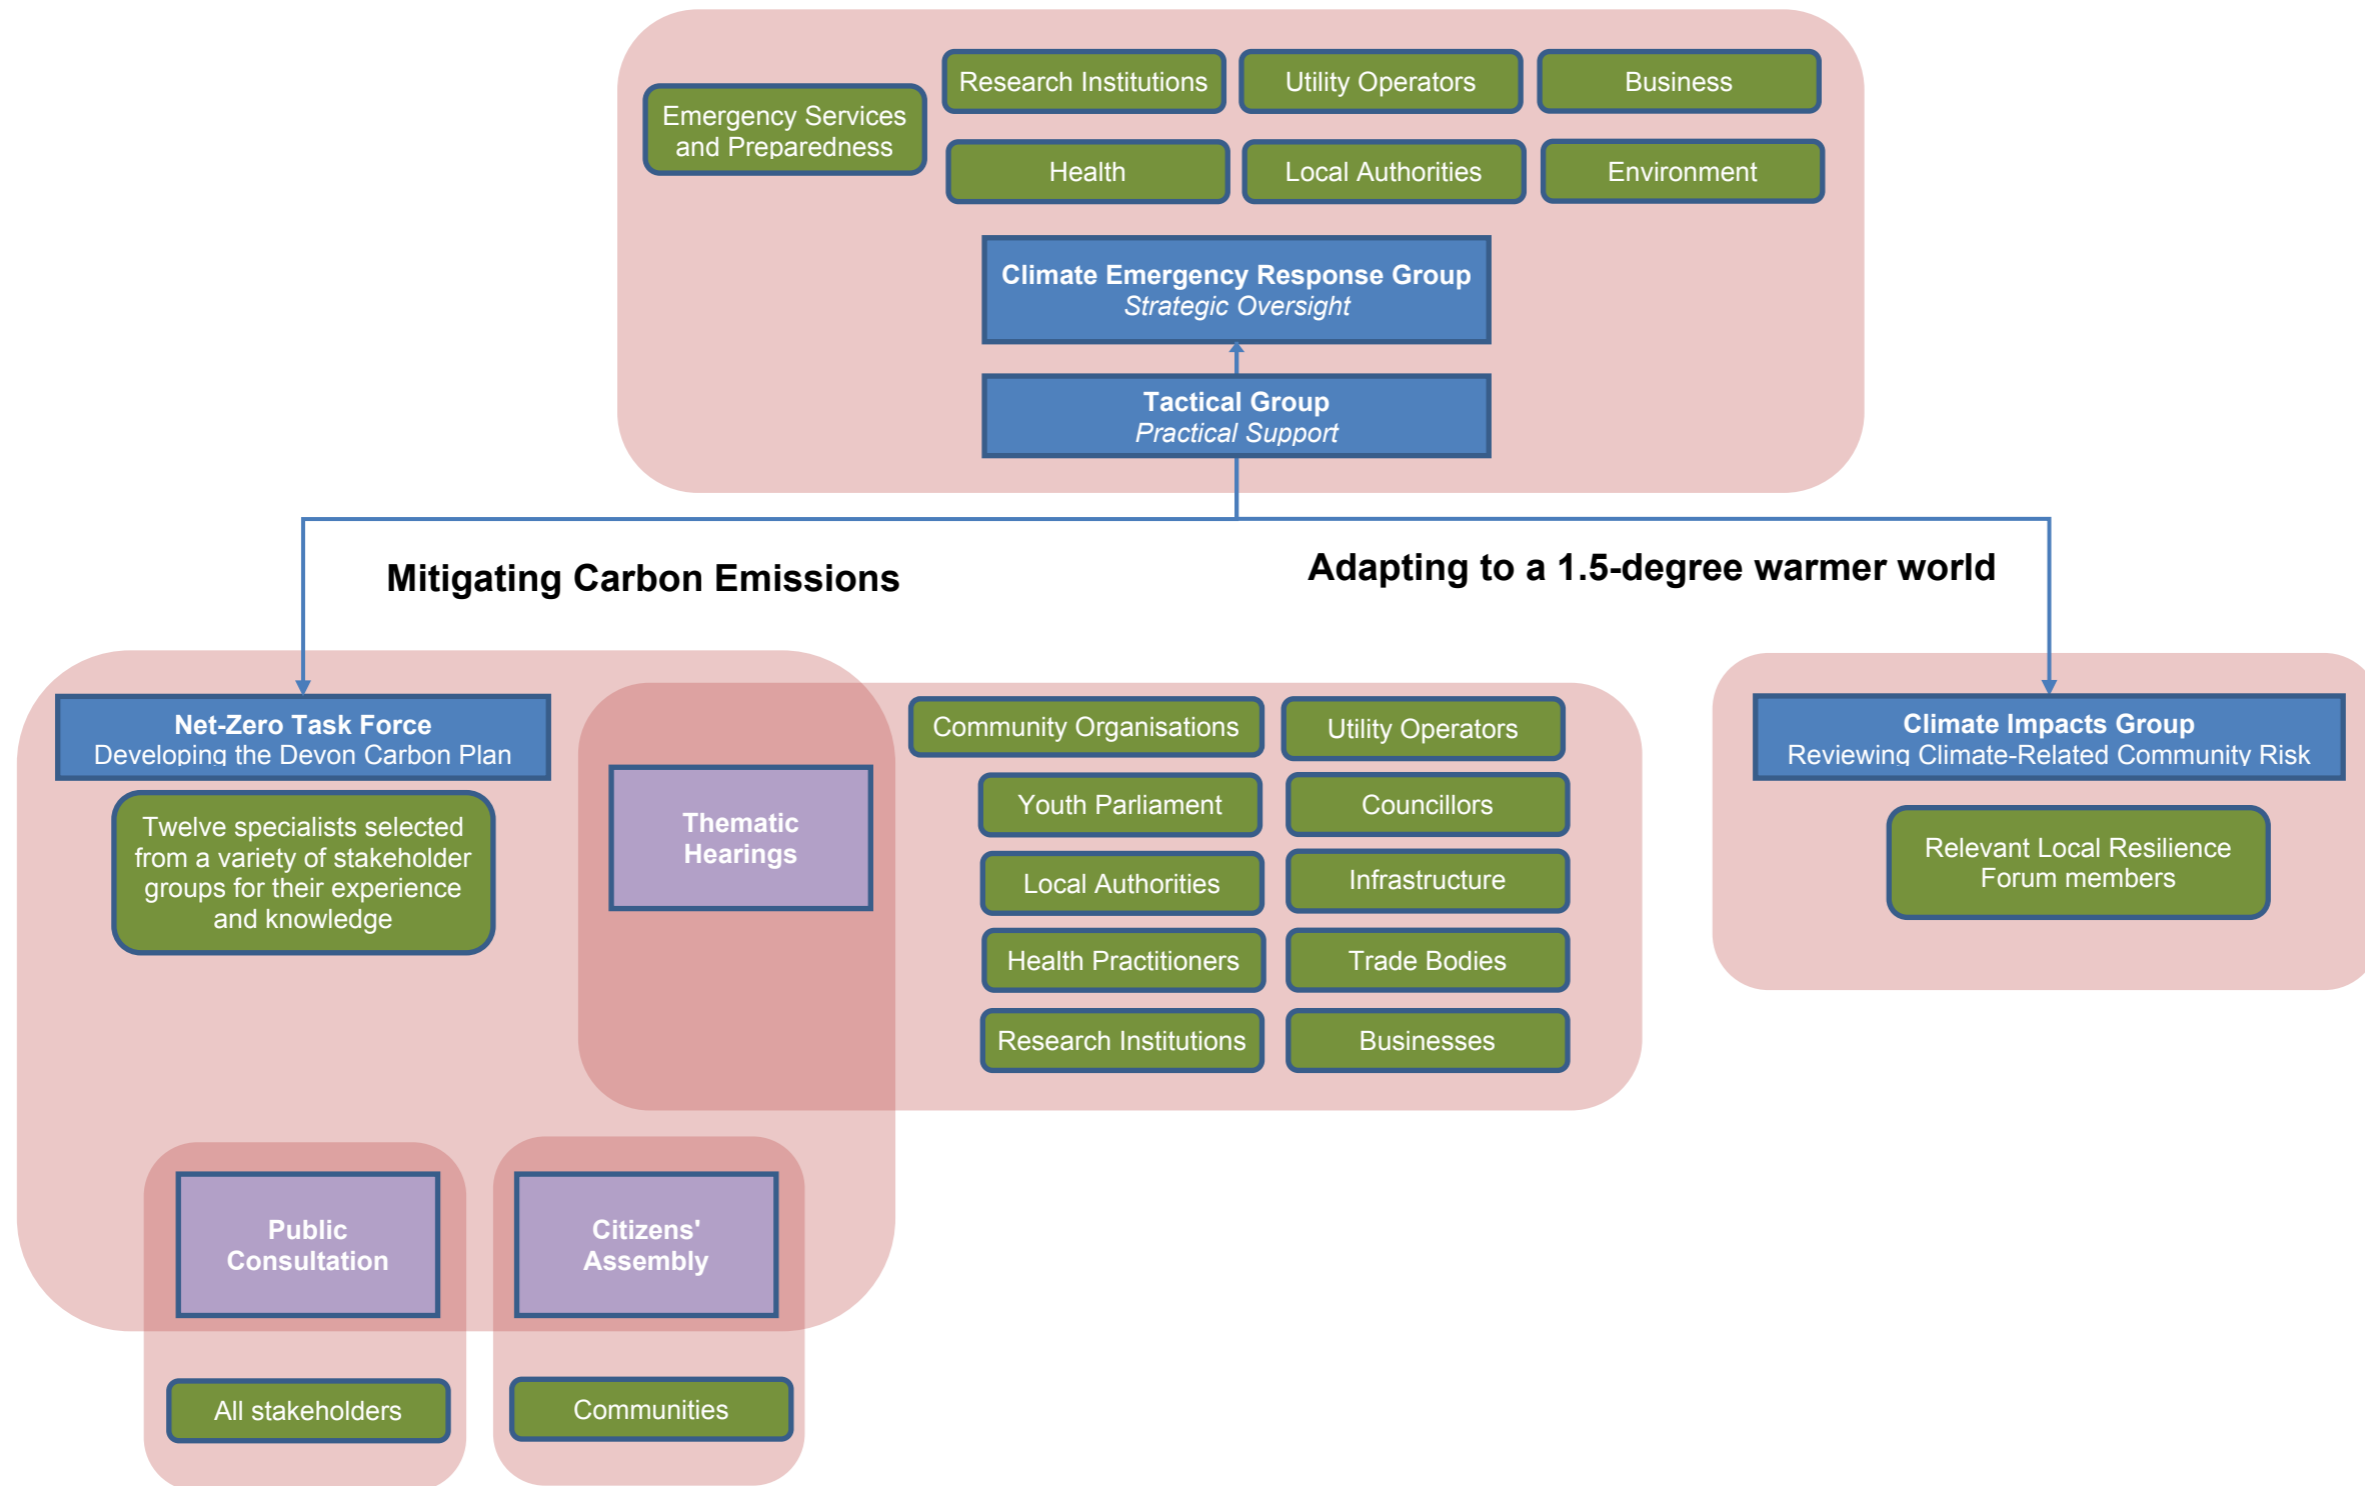 Research Institutions
Utility Operators
Business
Emergency Services
and Preparedness
Health
Local Authorities
Environment
Climate Emergency Response Group
Strategic Oversight
Tactical Group
Practical Support
Mitigating Carbon Emissions
Adapting to a 1.5-degree warmer world
Net-Zero Task Force
Developing the Devon Carbon Plan
Twelve specialists selected
from a variety of stakeholder
groups for their experience
and knowledge
Thematic
Hearings
Community Organisations
Utility Operators
Youth Parliament
Councillors
Local Authorities
Infrastructure
Health Practitioners
Trade Bodies
Research Institutions
Businesses
Climate Impacts Group
Reviewing Climate-Related Community Risk
Relevant Local Resilience
Forum members
Public
Consultation
Citizens'
Assembly
All stakeholders
Communities